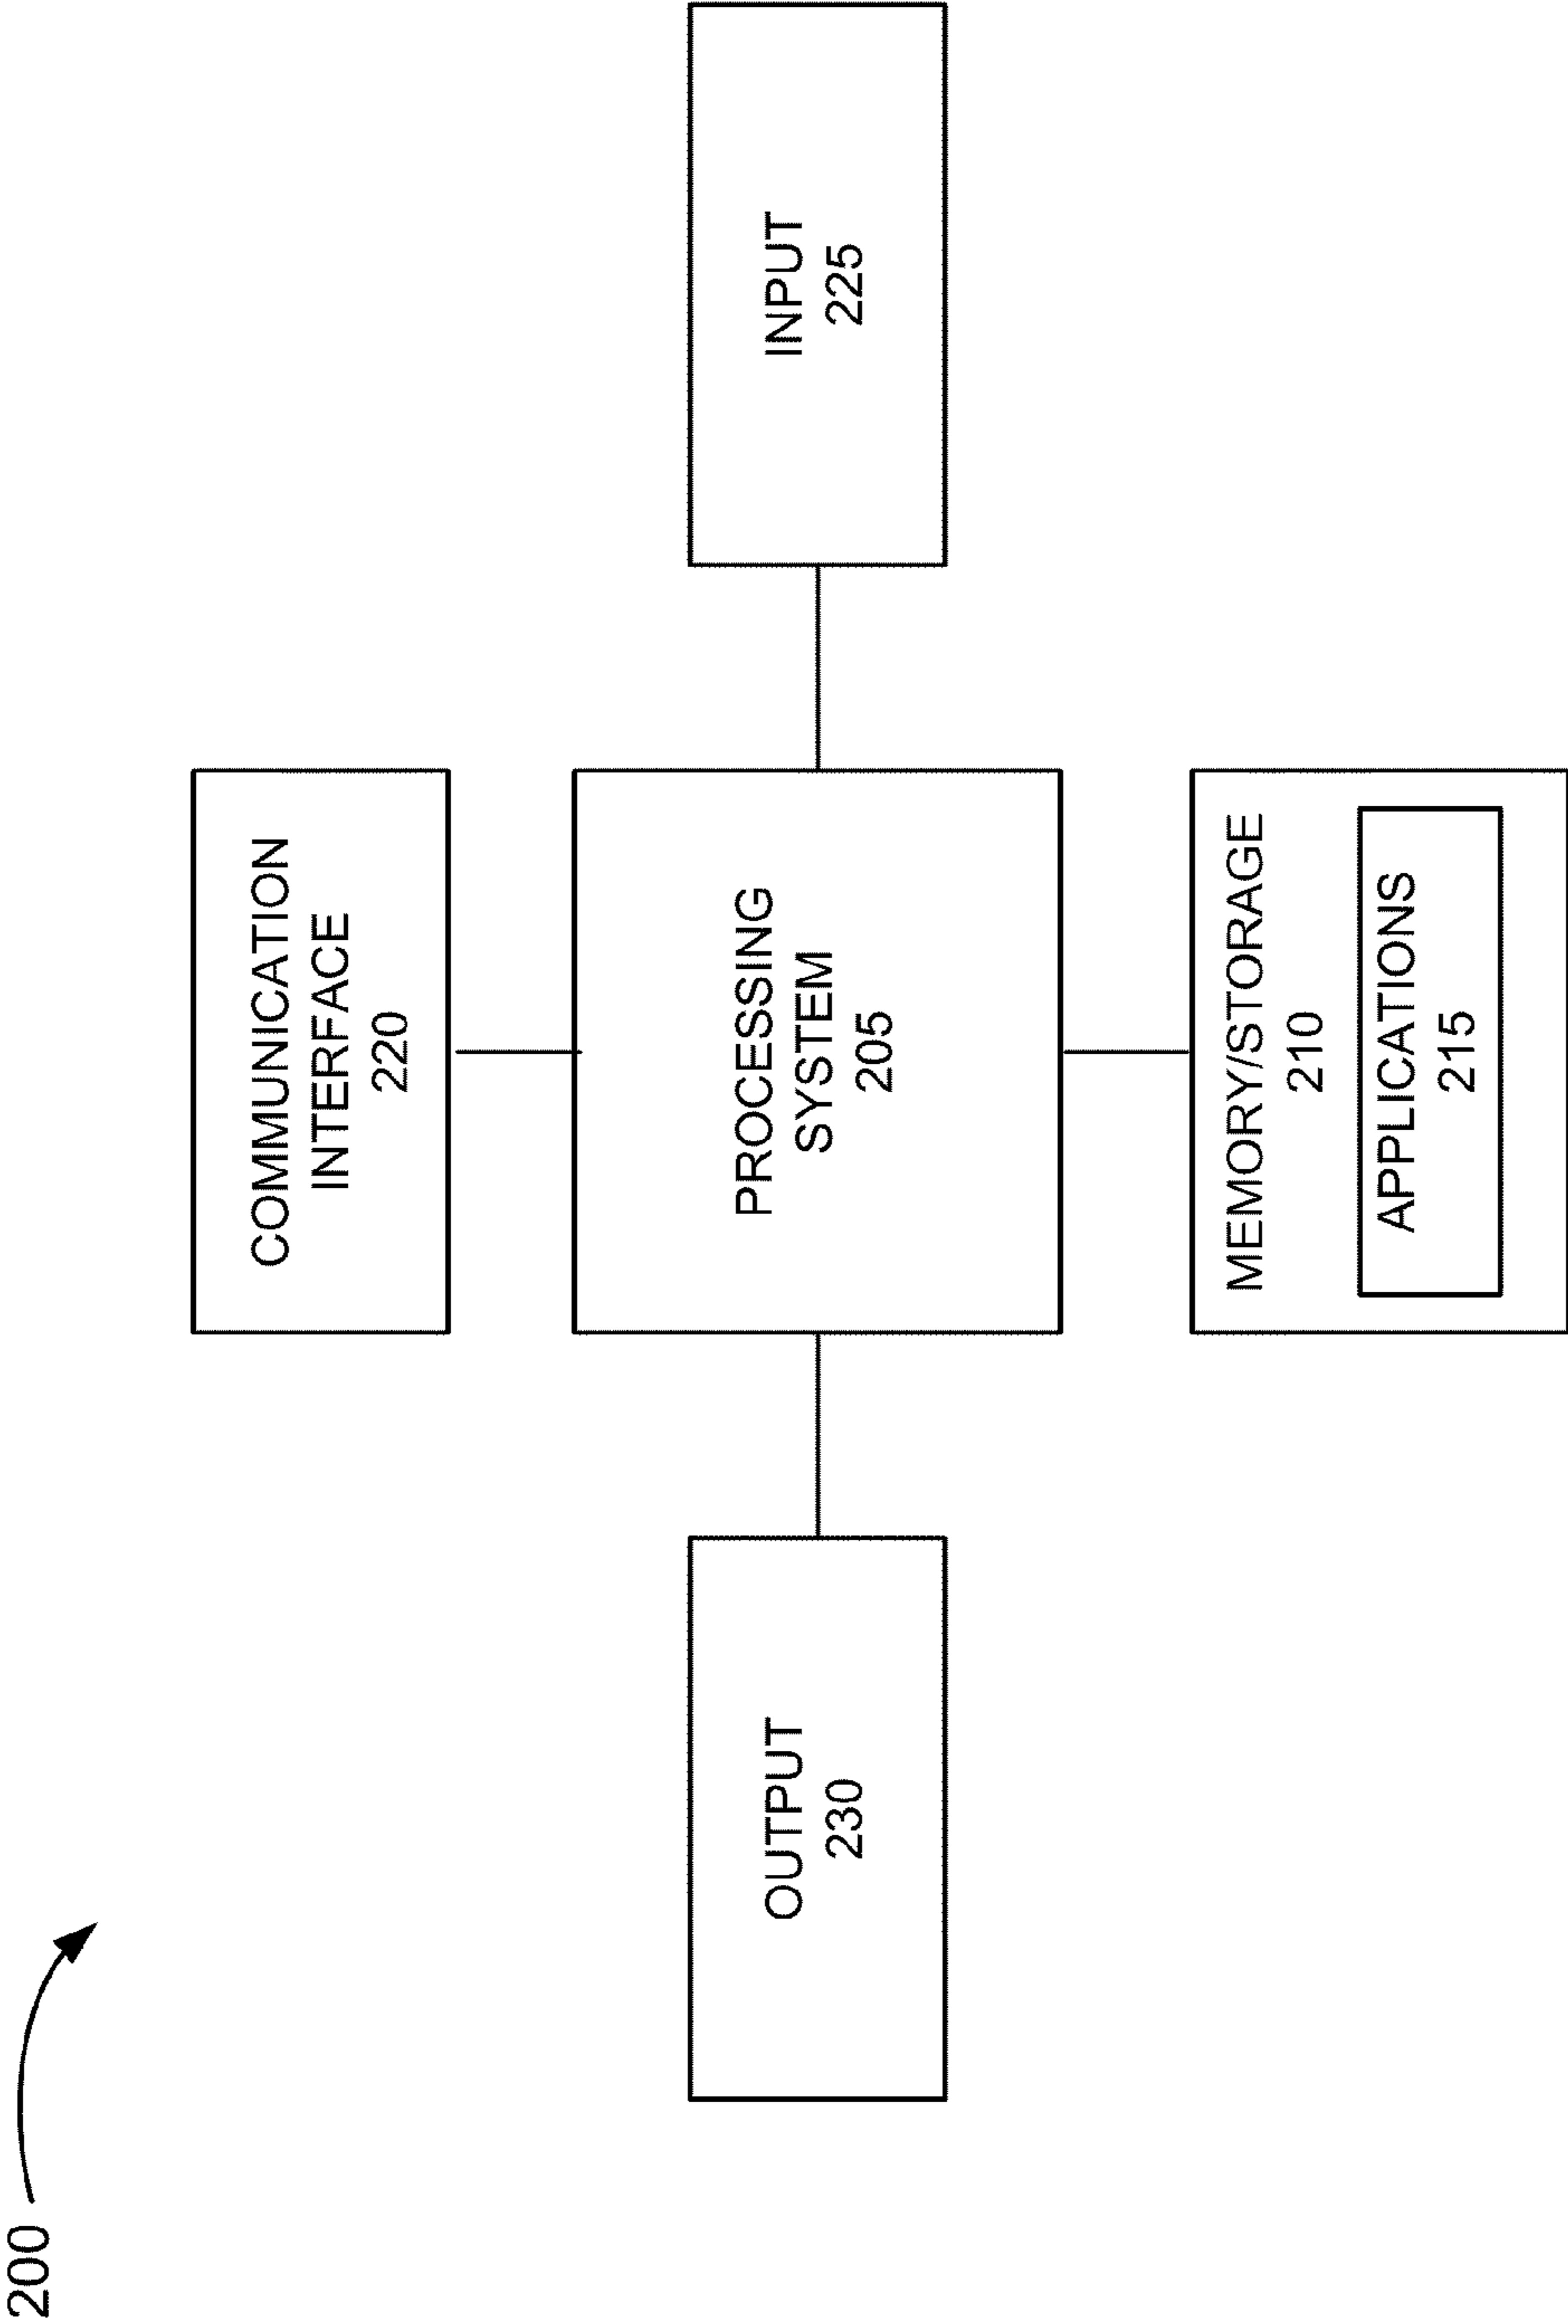 200
COMMUNICATION
INTERFACE
220
OUTPUT
230
PROCESSING
SYSTEM
205
INPUT
225
MEMORY/STORAGE
210
APPLICATIONS
215